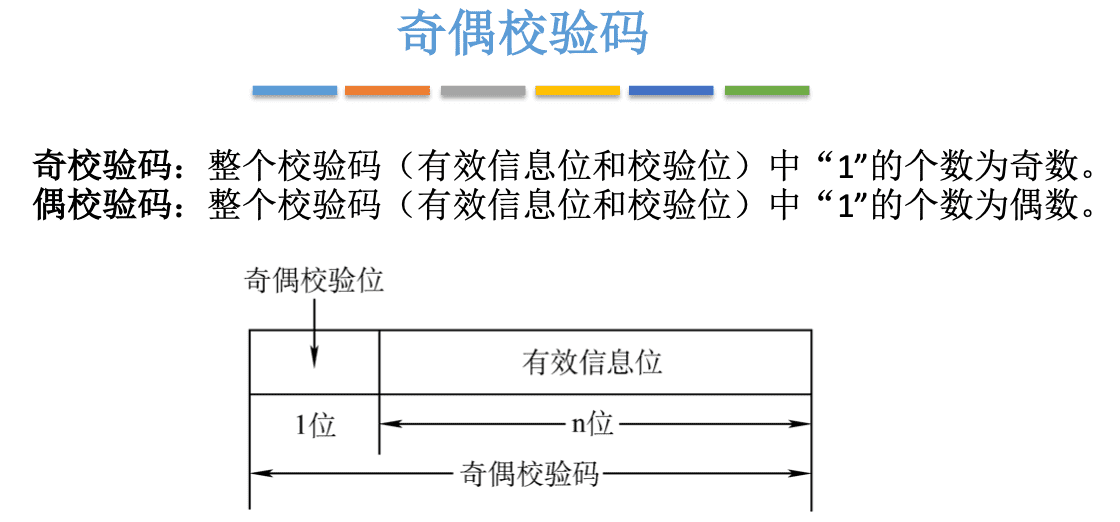 奇偶校验码
奇校验码：整个校验码（有效信息位和校验位）中“1”的个数为奇数。
偶校验码：整个校验码（有效信息位和校验位）中“1”的个数为偶数。
奇偶校验位
有效信息位
1位
n位
奇偶校验码